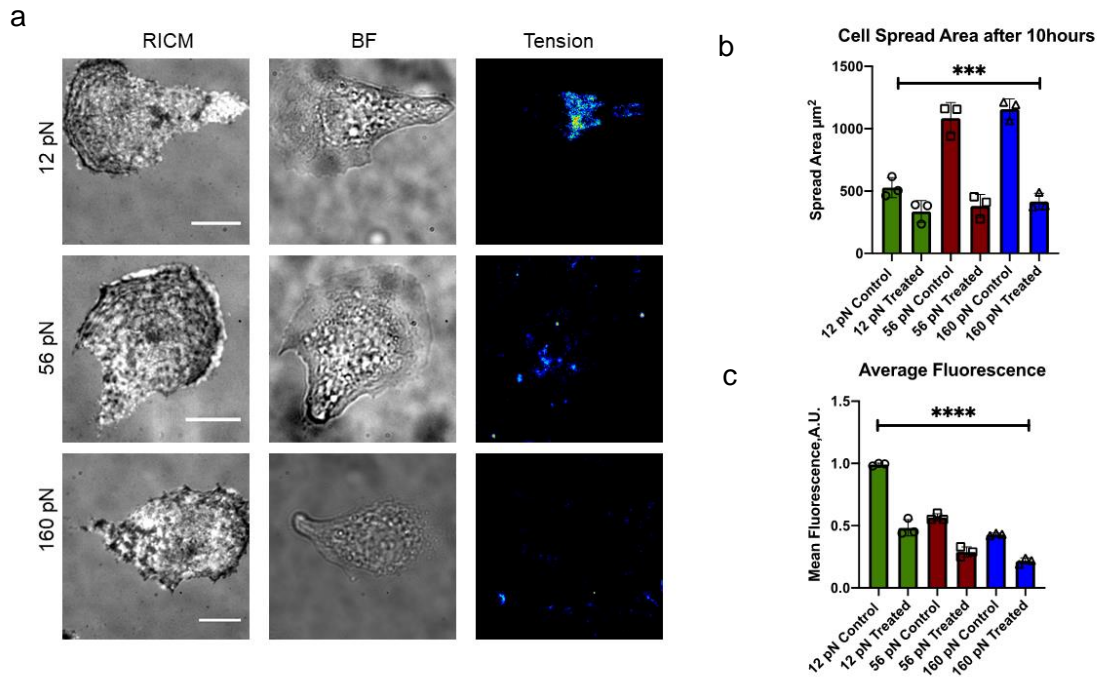 a
RICM
BF
Tension
12 pN
56 pN
160 pN
b
Cell Spread Area after 10hours
***
1500
1000
500
0
Spread Area µm²
12 pN Control
12 pN Treated
56 pN Control
56 pN Treated
160 pN Control
160 pN Treated
c
Average Fluorescence
****
1.5
1.0
0.5
0.0
Mean Fluorescence,A.U.
12 pN Control
12 pN Treated
56 pN Control
56 pN Treated
160 pN Control
160 pN Treated